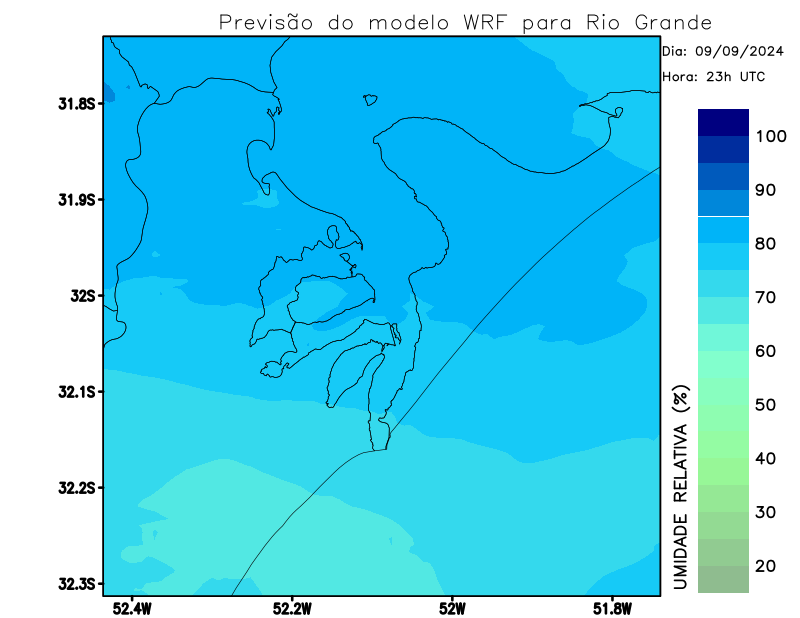 Previsão do modelo WRF para Rio Grande
Dia: 09/09/2024
Hora: 23h UTC
31.8S
31.9S
32S
32.1S
32.2S
32.3S
52.4W
52.2W
52W
51.8W
100
90
80
70
60
50
40
30
20
UMIDADE RELATIVA (%)